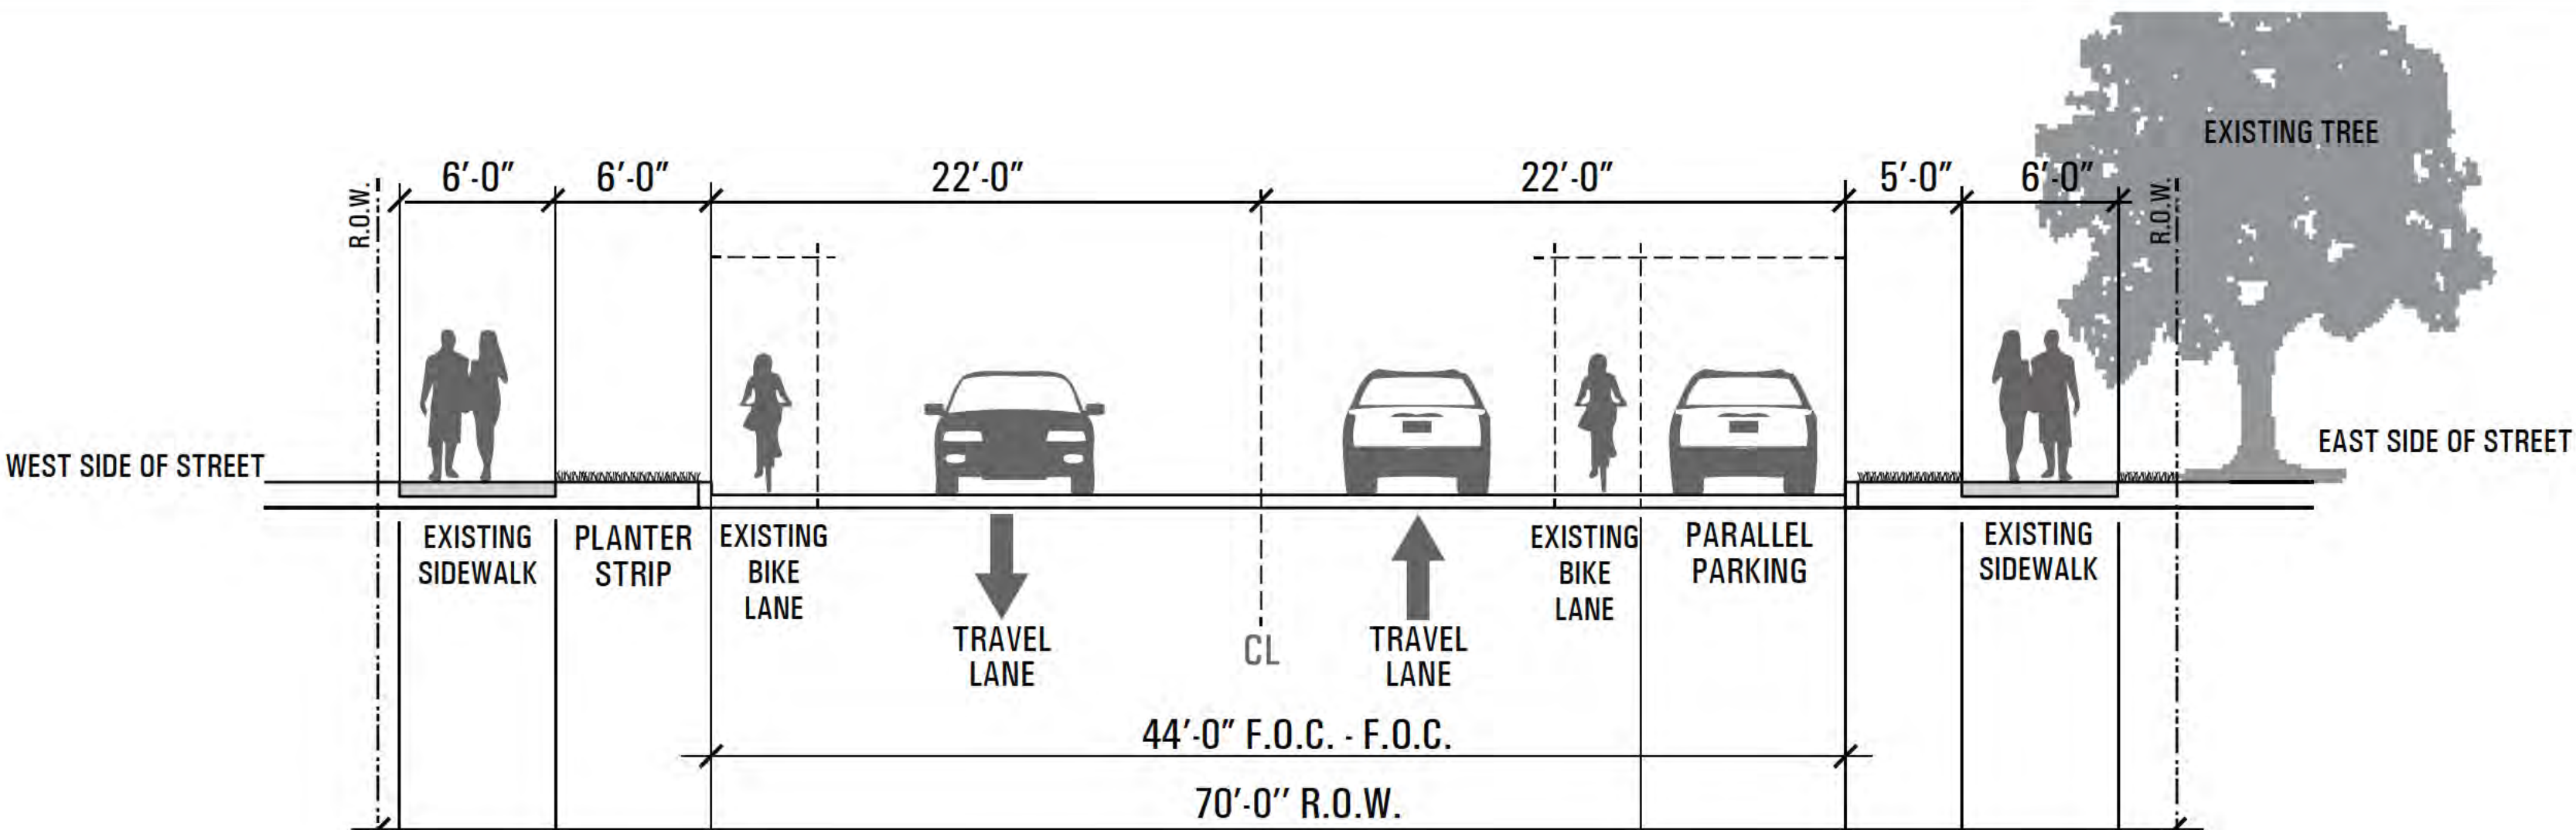 EXISTING TREE
6'-0" 6'-0" 22'-0" 22'-0" 5'-0" 6'-0"
R.O.W. R.O.W.
WEST SIDE OF STREET
EAST SIDE OF STREET
EXISTING
SIDEWALK
PLANTER
STRIP
EXISTING
BIKE
LANE
TRAVEL
LANE
CL
TRAVEL
LANE
EXISTING
BIKE
LANE
PARALLEL
PARKING
EXISTING
SIDEWALK
44'-0" F.O.C. - F.O.C.
70'-0'' R.O.W.